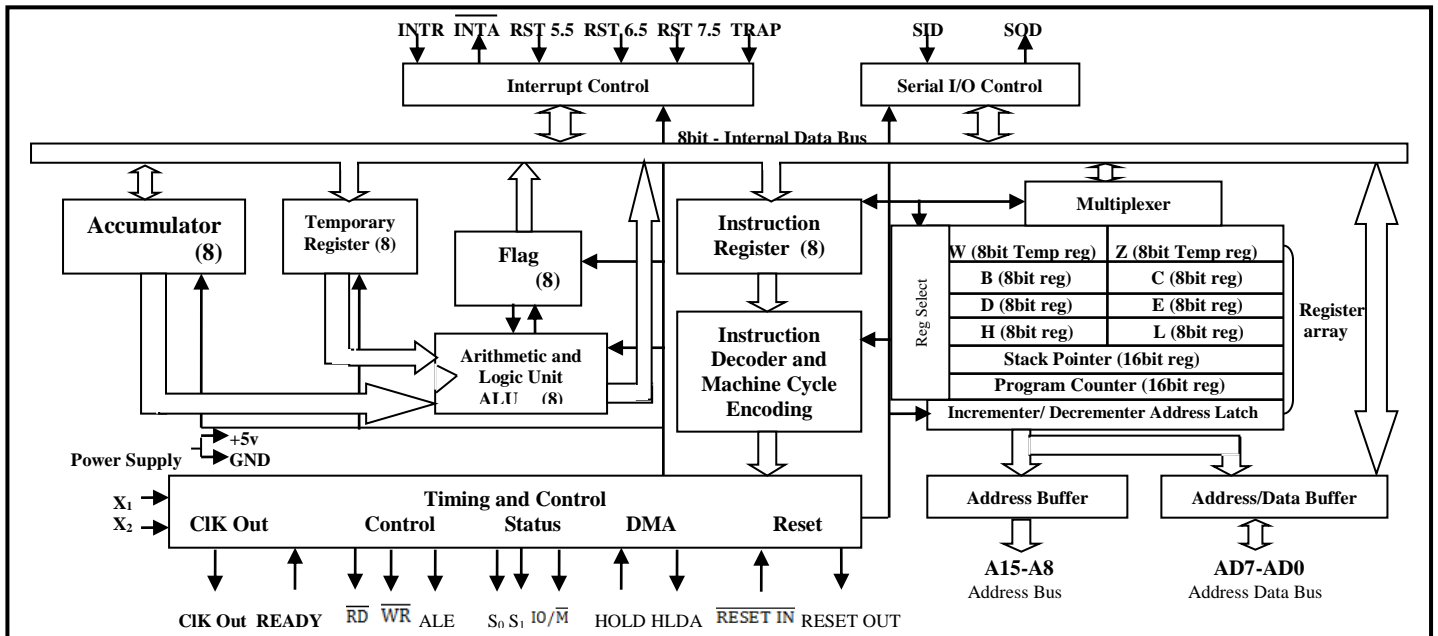 INTR I̅N̅T̅A̅ RST 5.5 RST 6.5 RST 7.5 TRAP
SID SOD
Interrupt Control
Serial I/O Control
8bit - Internal Data Bus
Accumulator
(8)
Temporary
Register (8)
Flag
(8)
Instruction
Register (8)
Multiplexer
Reg Select
W (8bit Temp reg) Z (8bit Temp reg)
B (8bit reg) C (8bit reg)
D (8bit reg) E (8bit reg)
H (8bit reg) L (8bit reg)
Stack Pointer (16bit reg)
Program Counter (16bit reg)
Incrementer/ Decrementer Address Latch
Register
array
Arithmetic and
Logic Unit
ALU (8)
Instruction
Decoder and
Machine Cycle
Encoding
+5v
Power Supply
GND
X1
X2
Timing and Control
ClK Out Control Status DMA Reset
Address Buffer
Address/Data Buffer
A15-A8
Address Bus
AD7-AD0
Address Data Bus
ClK Out READY R̅D̅ W̅R̅ ALE S0 S1 IO/M̅ HOLD HLDA R̅E̅S̅E̅T̅ I̅N̅ RESET OUT